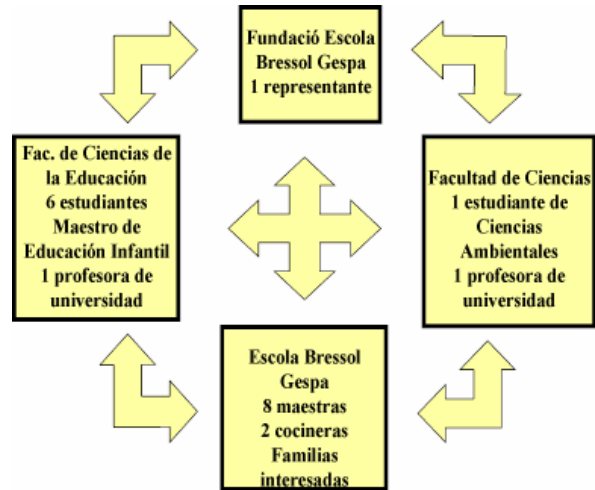 Fundació Escola
Bressol Gespa
1 representante
Fac. de Ciencias de
la Educación
6 estudiantes
Maestro de
Educación Infantil
1 profesora de
universidad
Facultad de Ciencias
1 estudiante de
Ciencias
Ambientales
1 profesora de
universidad
Escola Bressol
Gespa
8 maestras
2 cocineras
Familias
interesadas